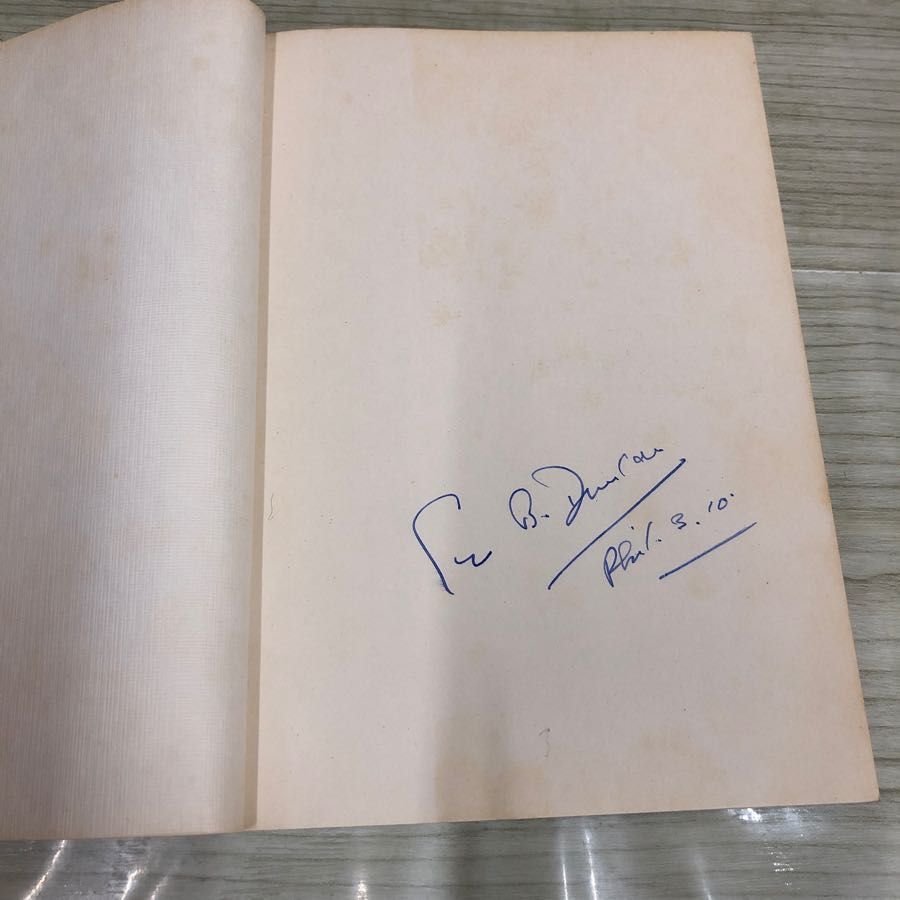 B. Duncan
Phil. 3.10.